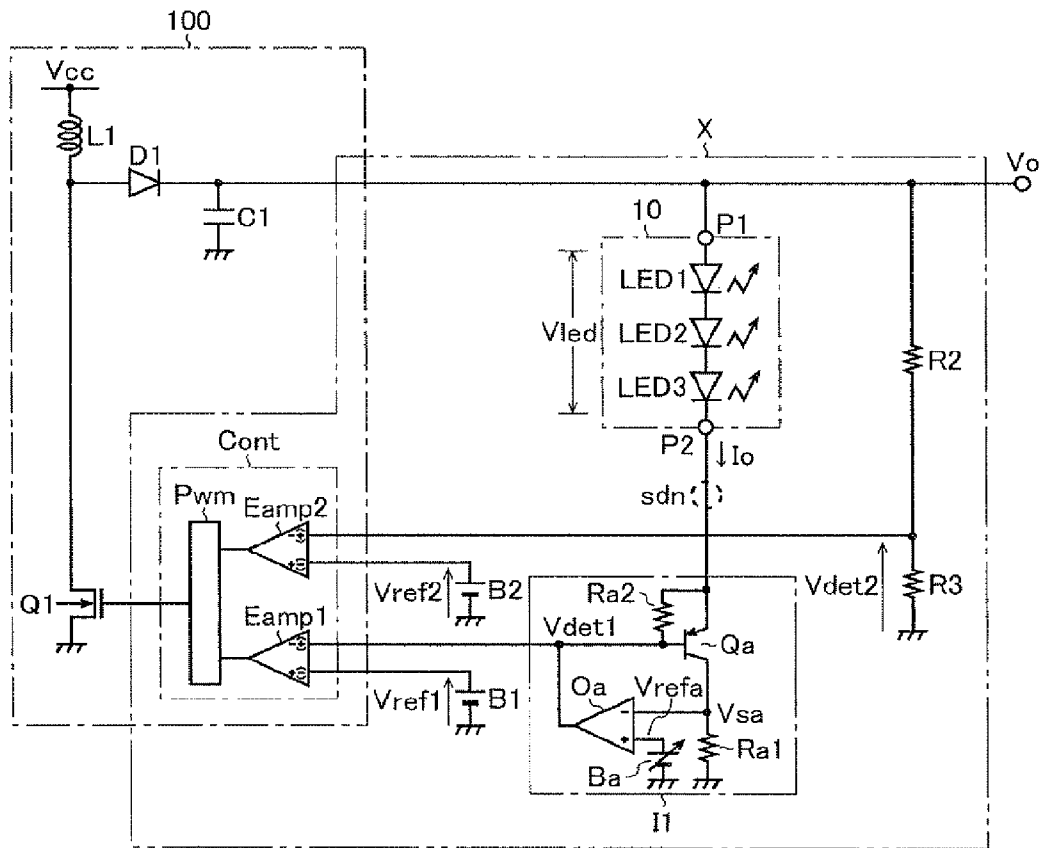 100
Vcc
L1
D1
C1
X
Vo
10
P1
LED1
LED2
LED3
Vled
P2
Io
sdn
R2
Cont
Pwm
Eamp2
- +
+ -
Vref2
B2
Vdet2
R3
Q1
Eamp1
- +
+ -
Vref1
B1
Vdet1
Ra2
Qa
Oa
Vrefa
-
+
Vsa
Ra1
Ba
I1